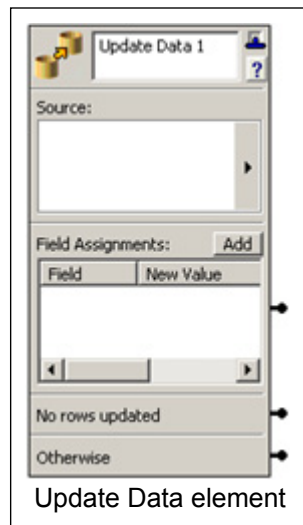 Update Data 1
?
Source:
Field Assignments: Add
Field New Value
No rows updated
Otherwise
Update Data element